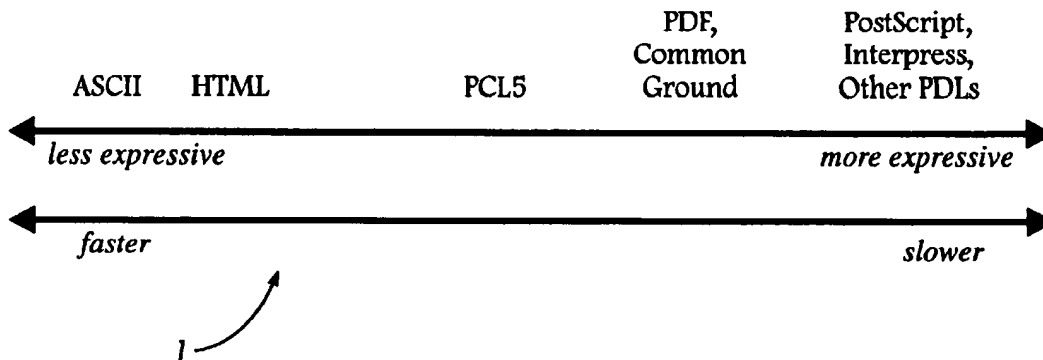 PDF,
PostScript,
Common
Interpress,
ASCII HTML PCL5 Ground Other PDLs
less expressive more expressive
faster slower
1